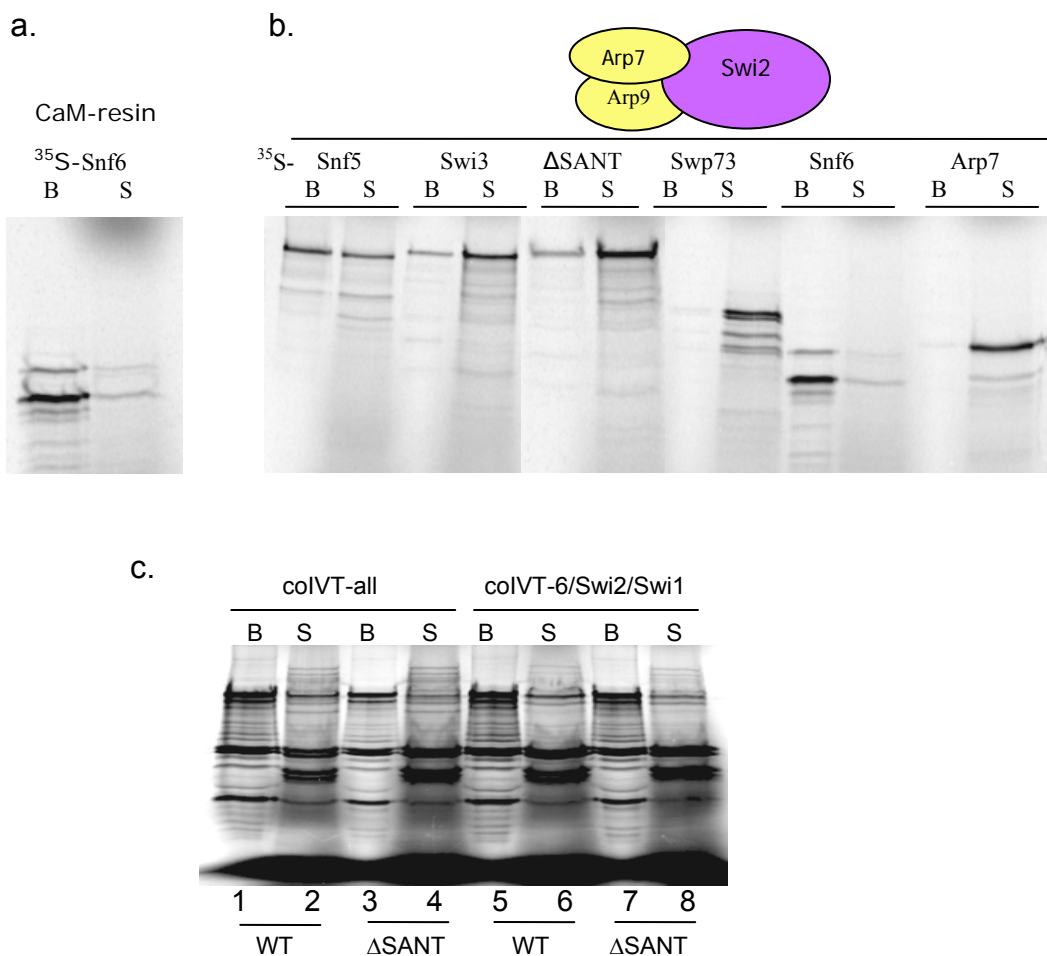 a.
CaM-resin
³⁵S-Snf6
B S
b.
Arp7
Arp9
Swi2
³⁵S- Snf5 Swi3 ΔSANT Swp73 Snf6 Arp7
B S B S B S B S B S B S
c.
coIVT-all coIVT-6/Swi2/Swi1
B S B S B S B S
1 2 3 4 5 6 7 8
WT ΔSANT WT ΔSANT